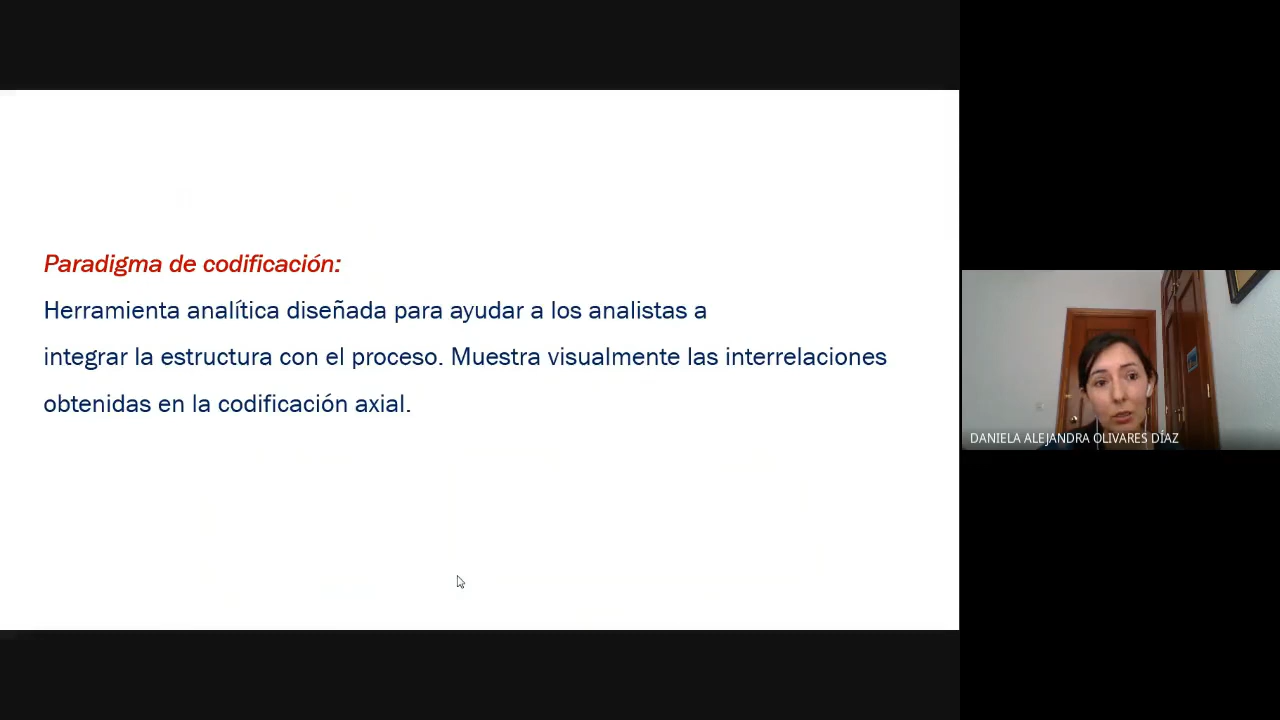 Paradigma de codificación:
Herramienta analítica diseñada para ayudar a los analistas a
integrar la estructura con el proceso. Muestra visualmente las interrelaciones
obtenidas en la codificación axial.
DANIELA ALEJANDRA OLIVARES DÍAZ